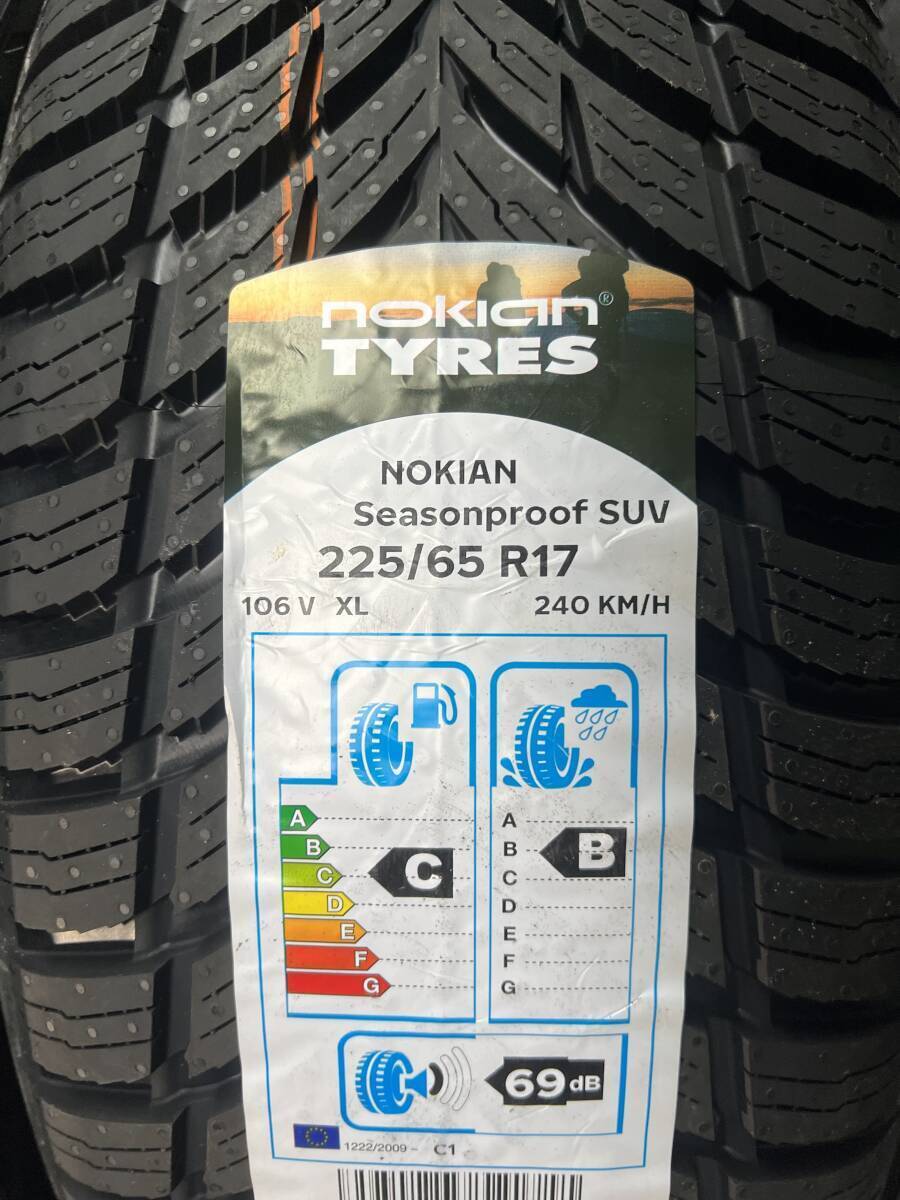 nokian®
TYRES
NOKIAN
Seasonproof SUV
225/65 R17
106 V XL 240 KM/H
A A
B B B
C C C
D D
E E
F F
G G
69 dB
1222/2009 - C1